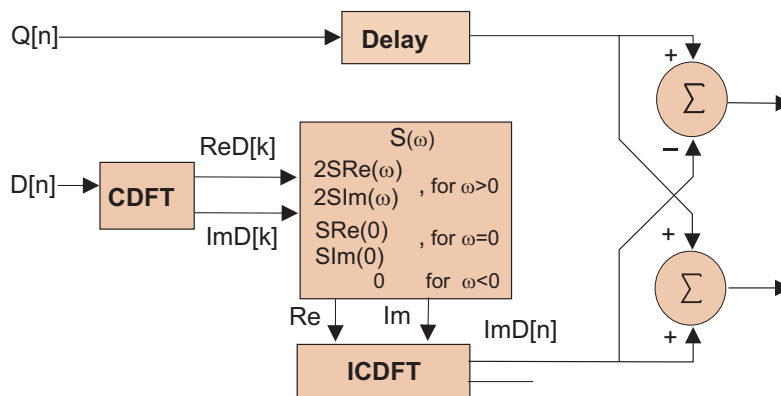 Q[n]
Delay
+
Σ
−
S(ω)
ReD[k]
2SRe(ω)
2SIm(ω) , for ω>0
D[n]
CDFT
ImD[k]
SRe(0)
SIm(0) , for ω=0
0 for ω<0
+
Σ
+
Re
Im
ImD[n]
ICDFT